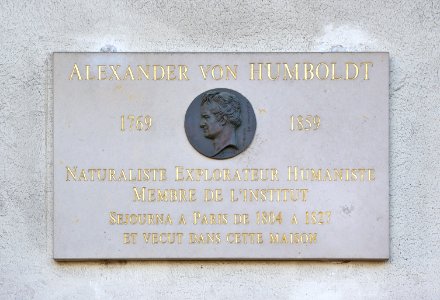 ALEXANDER VON HUMBOLDT
1769 1859
NATURALISTE EXPLORATEUR HUMANISTE
MEMBRE DE L'INSTITUT
SEJOURNA A PARIS DE 1804 A 1827
ET VECUT DANS CETTE MAISON